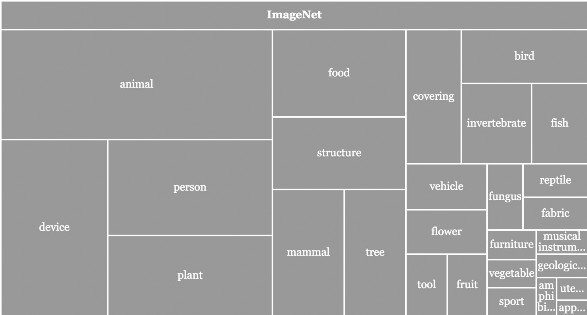 ImageNet
animal
food
covering
bird
invertebrate
fish
structure
device
person
plant
mammal
tree
vehicle
fungus
reptile
fabric
flower
furniture
musical
instrum...
geologic...
tool
fruit
vegetable
sport
am
phi
bi...
ute...
app...